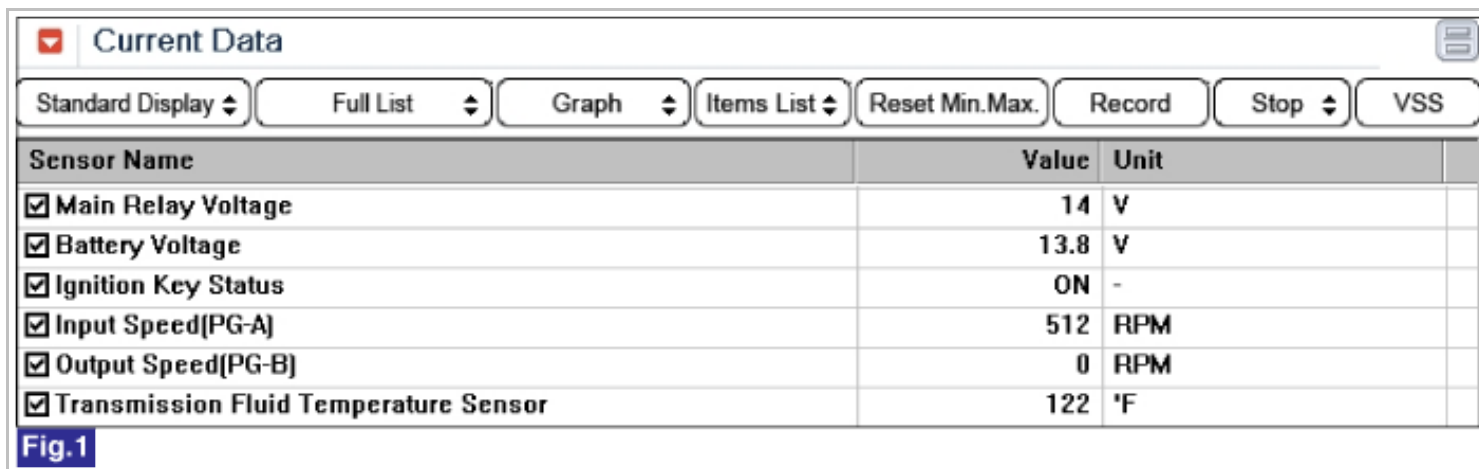 Current Data
Standard Display Full List Graph Items List Reset Min.Max. Record Stop VSS
Sensor Name Value Unit
Main Relay Voltage 14 V
Battery Voltage 13.8 V
Ignition Key Status ON -
Input Speed(PG-A) 512 RPM
Output Speed(PG-B) 0 RPM
Transmission Fluid Temperature Sensor 122 'F
Fig.1